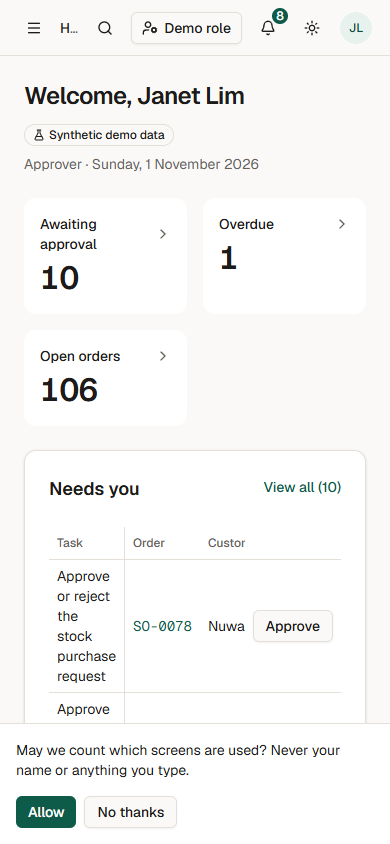 H...
Demo role
8
JL
Welcome, Janet Lim
Synthetic demo data
Approver · Sunday, 1 November 2026
Awaiting
approval
10
Overdue
1
Open orders
106
Needs you
View all (10)
Task
Order
Custor
Approve
or reject
the
stock
purchase
request
SO-0078
Nuwa
Approve
Approve
May we count which screens are used? Never your
name or anything you type.
Allow
No thanks